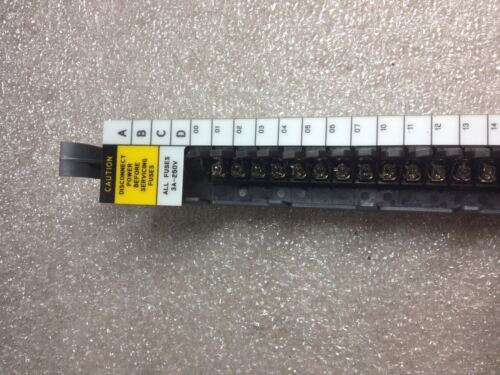 A
B
C
D
00
01
02
03
04
05
06
07
10
11
12
13
14
CAUTION
DISCONNECT
POWER
BEFORE
SERVICING
FUSES
ALL FUSES
3A-250V